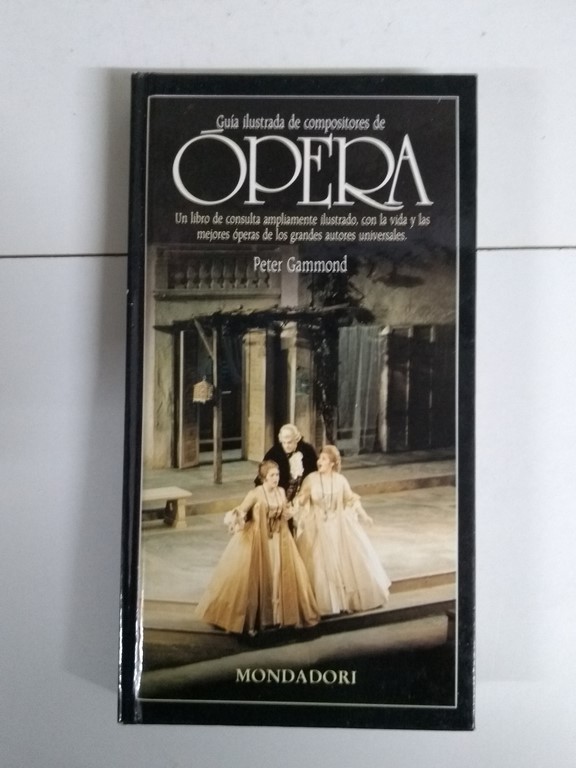 Guía ilustrada de compositores de
ÓPERA
Un libro de consulta ampliamente ilustrado, con la vida y las
mejores óperas de los grandes autores universales.
Peter Gammond
MONDADORI